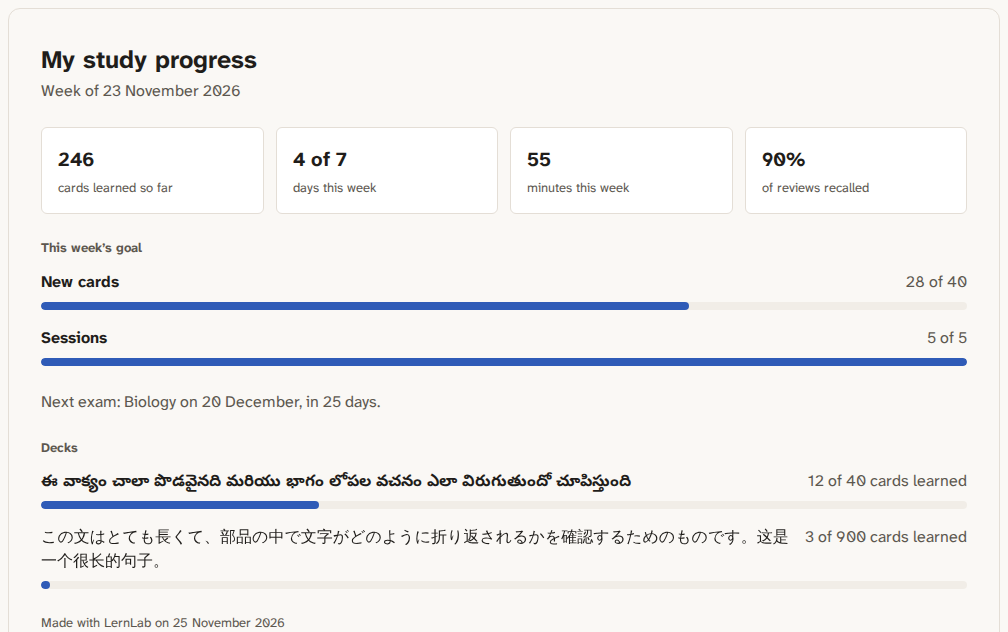 My study progress
Week of 23 November 2026
246
cards learned so far
4 of 7
days this week
55
minutes this week
90%
of reviews recalled
This week's goal
New cards
28 of 40
Sessions
5 of 5
Next exam: Biology on 20 December, in 25 days.
Decks
ఈ వాక్యం చాలా పొడవైనది మరియు భాగం లోపల వచనం ఎలా విరుగుతుందో చూపిస్తుంది
12 of 40 cards learned
この文はとても長くて、部品の中で文字がどのように折り返されるかを確認するためのものです。这是
一个很长的句子。
3 of 900 cards learned
Made with LernLab on 25 November 2026